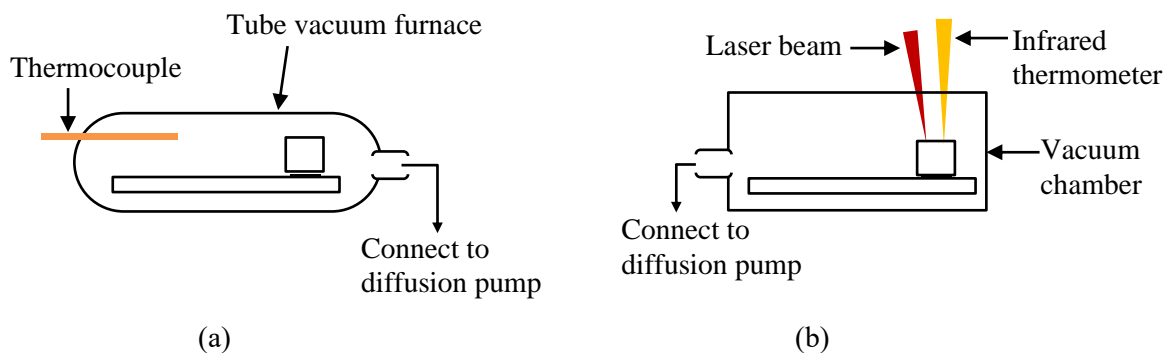 Tube vacuum furnace
Thermocouple
Connect to
diffusion pump
(a)
Laser beam
Infrared
thermometer
Vacuum
chamber
Connect to
diffusion pump
(b)